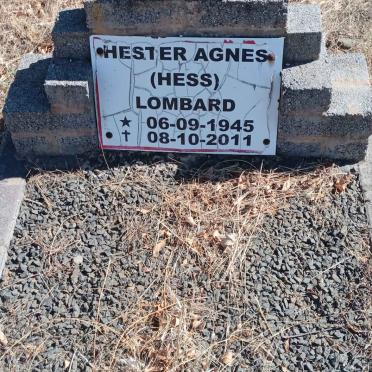 HESTER AGNES
(HESS)
LOMBARD
★ 06-09-1945
✝ 08-10-2011